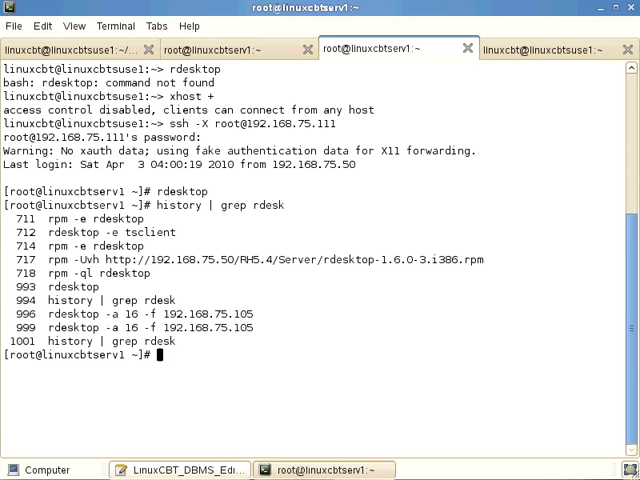 root@linuxcbtserv1:~
File Edit View Terminal Tabs Help
linuxcbt@linuxcbtsuse1:~/... root@linuxcbtserv1:~ root@linuxcbtserv1:~ linuxcbt@linuxcbtsuse1:~
linuxcbt@linuxcbtsuse1:~> rdesktop
bash: rdesktop: command not found
linuxcbt@linuxcbtsuse1:~> xhost +
access control disabled, clients can connect from any host
linuxcbt@linuxcbtsuse1:~> ssh -X root@192.168.75.111
root@192.168.75.111's password:
Warning: No xauth data; using fake authentication data for X11 forwarding.
Last login: Sat Apr  3 04:00:19 2010 from 192.168.75.50
[root@linuxcbtserv1 ~]# rdesktop
[root@linuxcbtserv1 ~]# history | grep rdesk
711 rpm -e rdesktop
712 rdesktop -e tsclient
714 rpm -e rdesktop
717 rpm -Uvh http://192.168.75.50/RH5.4/Server/rdesktop-1.6.0-3.i386.rpm
718 rpm -ql rdesktop
993 rdesktop
994 history | grep rdesk
996 rdesktop -a 16 -f 192.168.75.105
999 rdesktop -a 16 -f 192.168.75.105
1001 history | grep rdesk
[root@linuxcbtserv1 ~]#
Computer LinuxCBT_DBMS_Edi... root@linuxcbtserv1:~